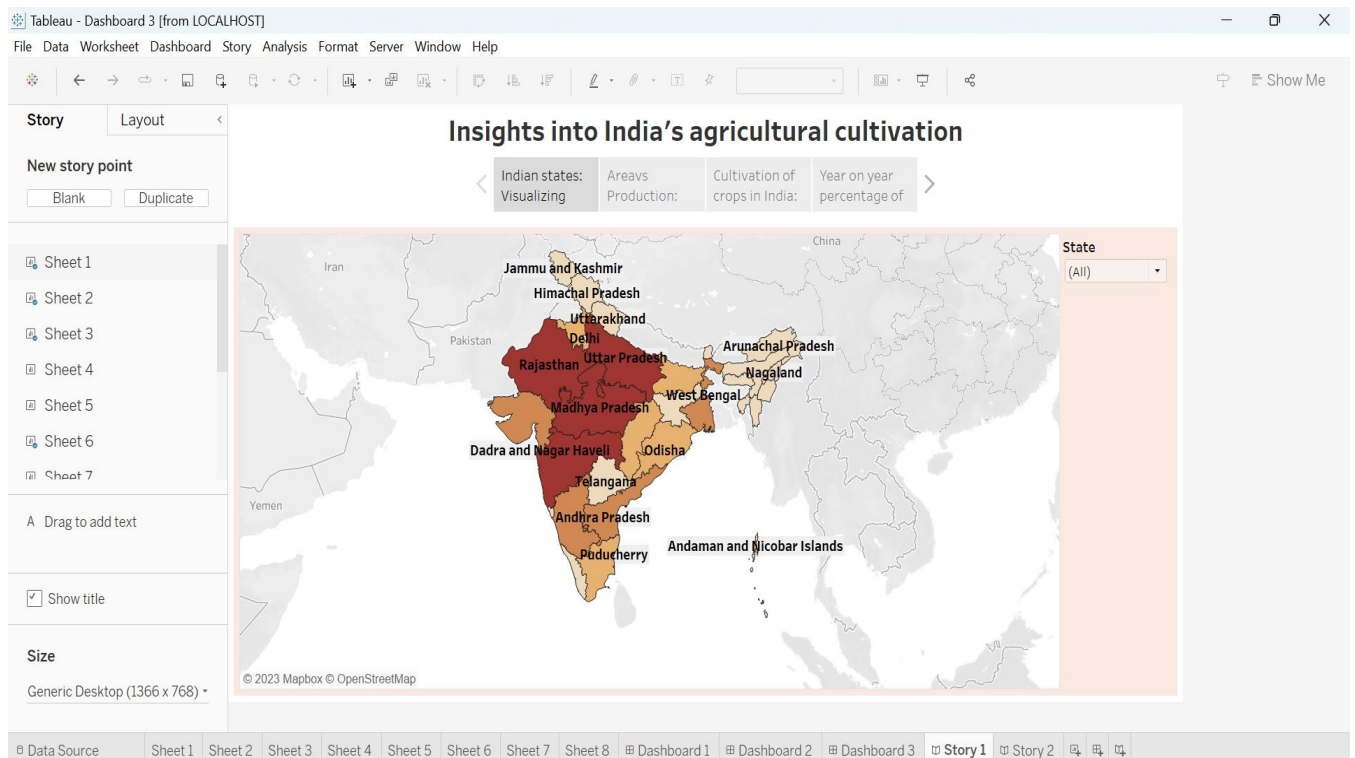 Tableau - Dashboard 3 [from LOCALHOST]
File Data Worksheet Dashboard Story Analysis Format Server Window Help
Show Me
Story Layout
New story point
Blank Duplicate
Sheet 1
Sheet 2
Sheet 3
Sheet 4
Sheet 5
Sheet 6
Sheet 7
A Drag to add text
Show title
Size
Generic Desktop (1366 x 768)
Insights into India's agricultural cultivation
Indian states:
Visualizing
Areavs
Production:
Cultivation of
crops in India:
Year on year
percentage of
China
Iran
Jammu and Kashmir
Himachal Pradesh
Uttarakhand
Pakistan
Delhi
Arunachal Pradesh
Rajasthan
Uttar Pradesh
Nagaland
West Bengal
Madhya Pradesh
Dadra and Nagar Haveli
Odisha
Telangana
Yemen
Andhra Pradesh
Andaman and Nicobar Islands
Puducherry
© 2023 Mapbox © OpenStreetMap
State
(All)
Data Source Sheet 1 Sheet 2 Sheet 3 Sheet 4 Sheet 5 Sheet 6 Sheet 7 Sheet 8 Dashboard 1 Dashboard 2 Dashboard 3 Story 1 Story 2